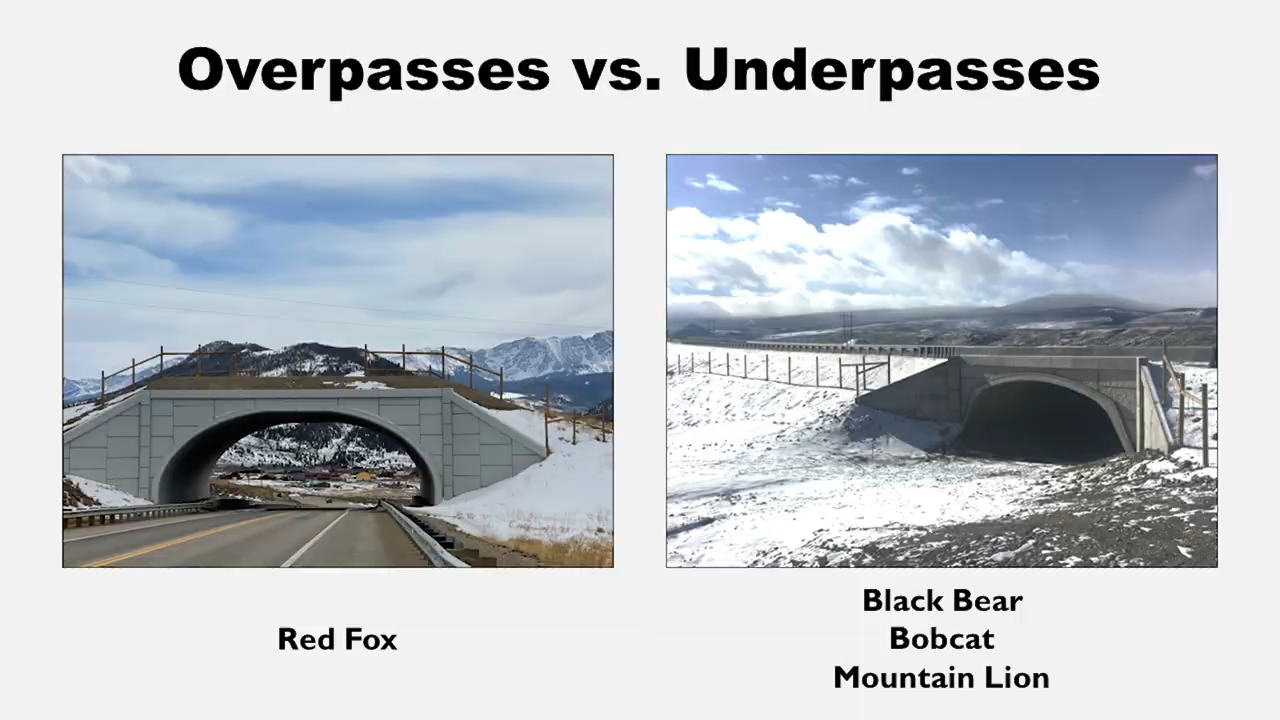 Overpasses vs. Underpasses
Red Fox
Black Bear
Bobcat
Mountain Lion